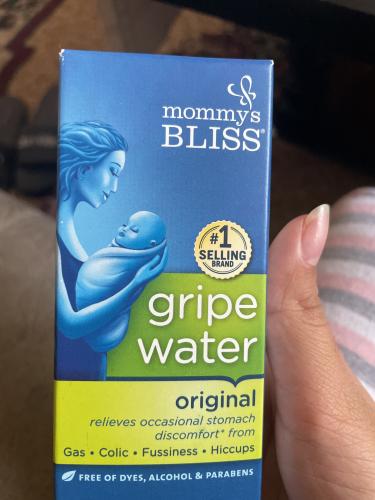 mommy's
BLISS®
#1
SELLING
BRAND
gripe
water
original
relieves occasional stomach
discomfort* from
Gas • Colic • Fussiness • Hiccups
FREE OF DYES, ALCOHOL & PARABENS